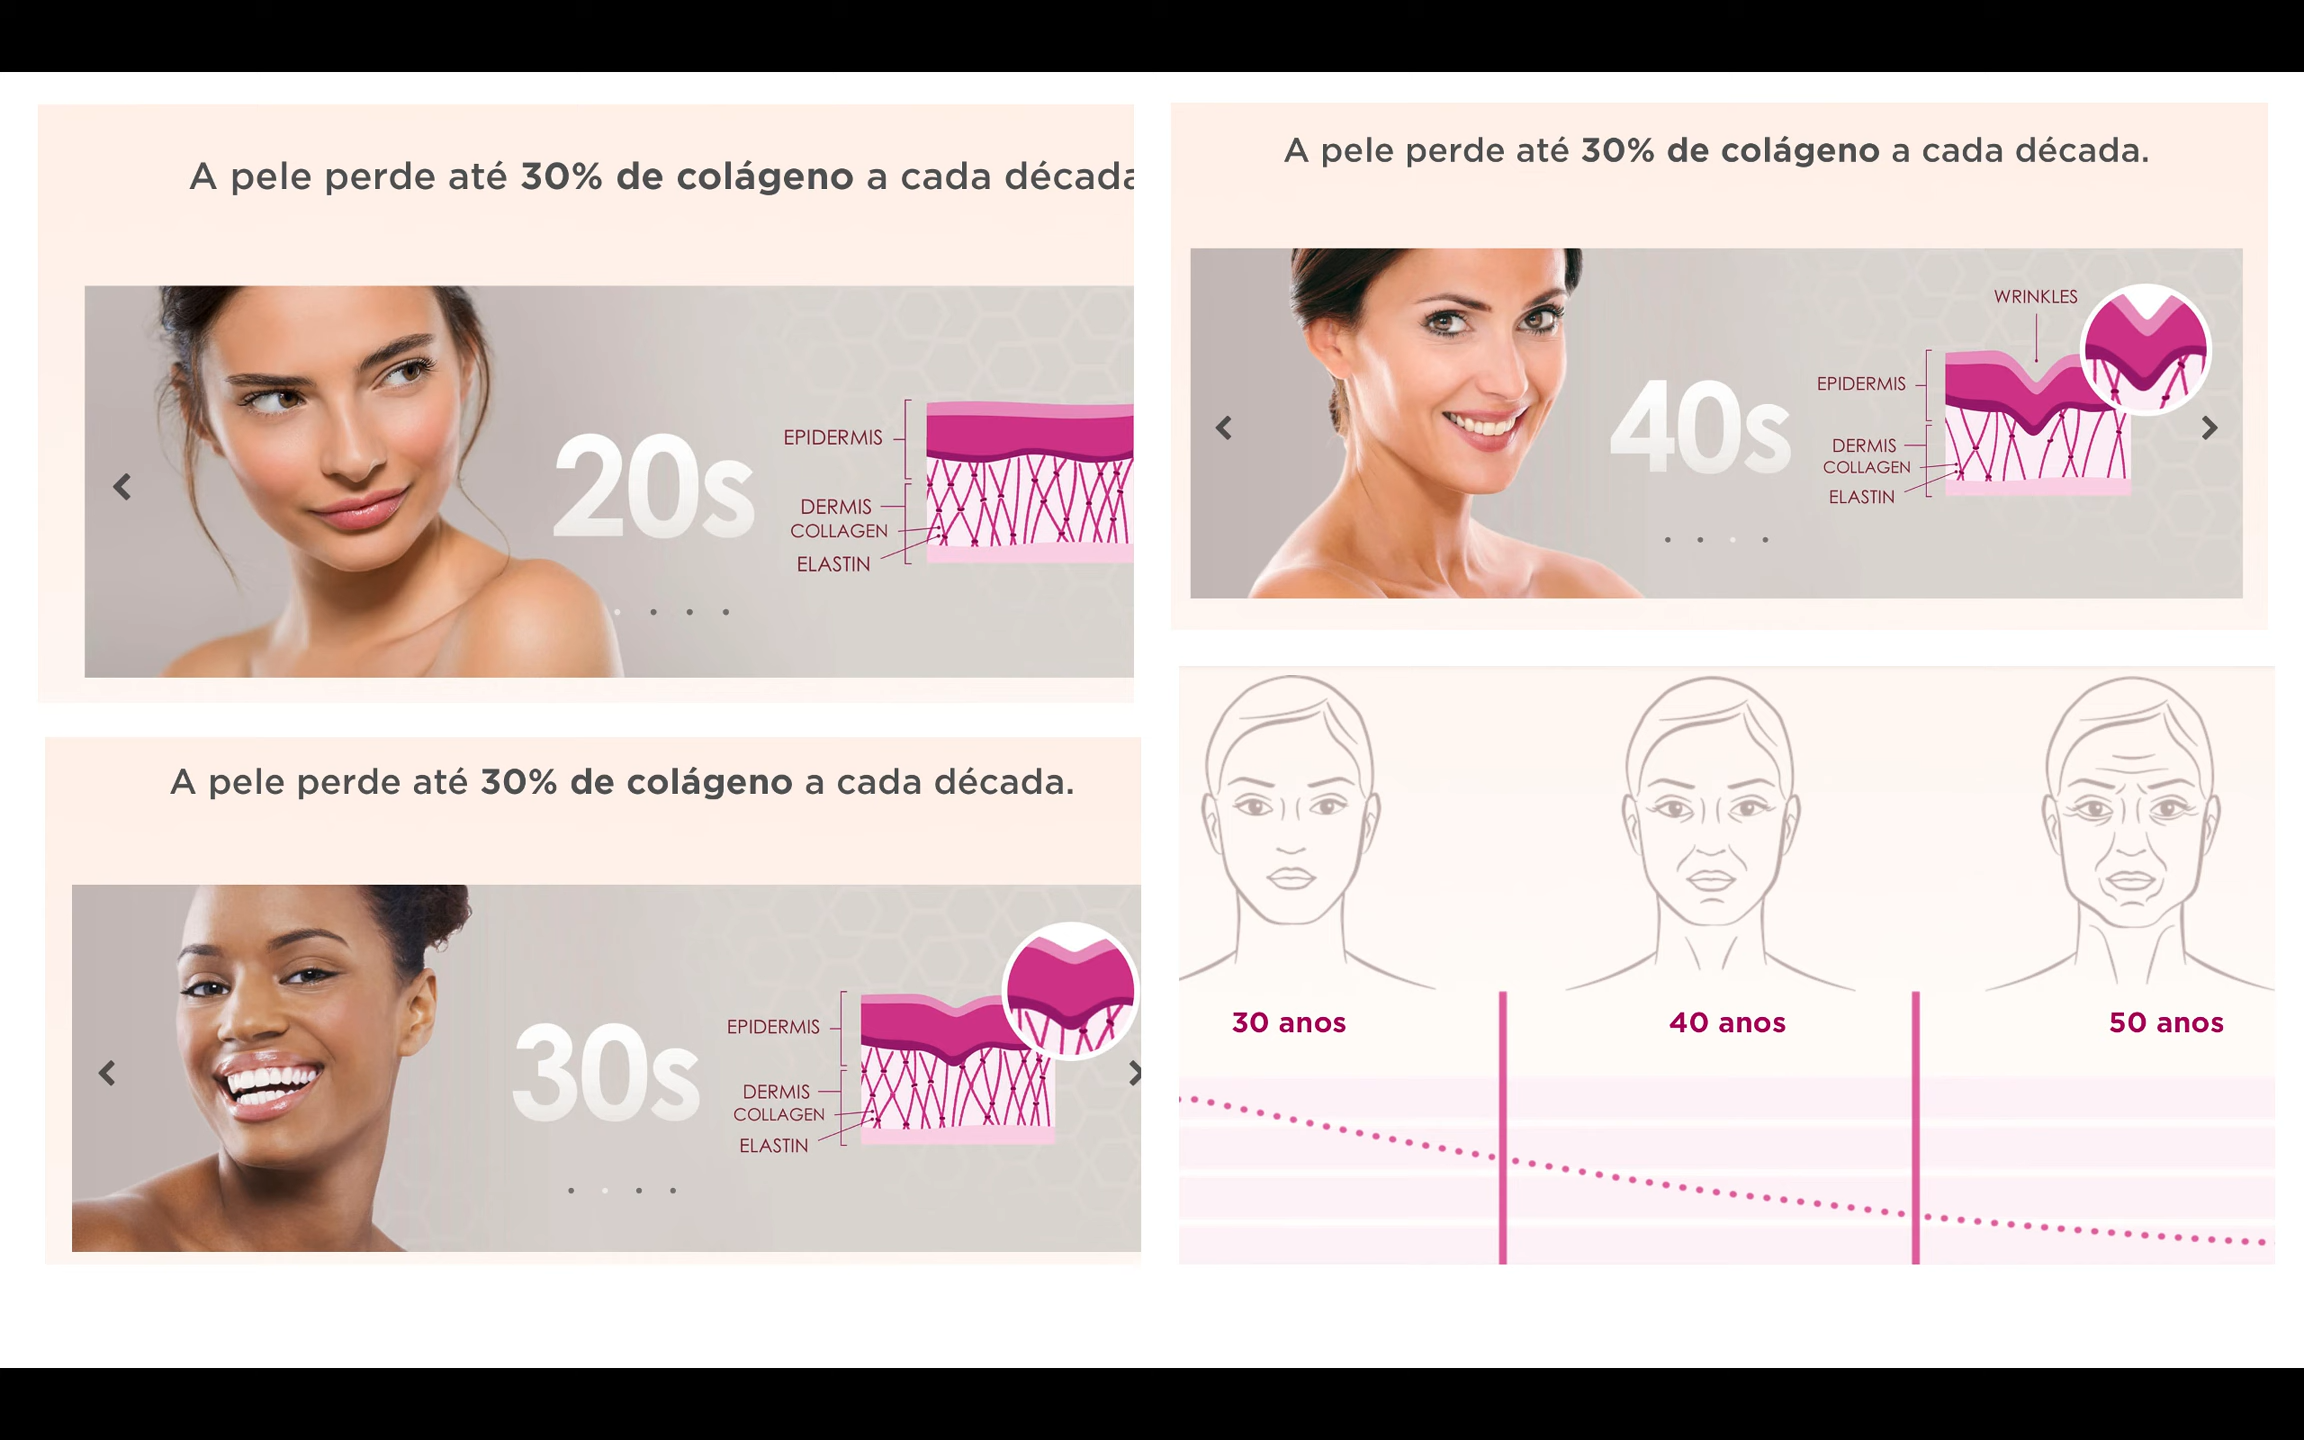 A pele perde até 30% de colágeno a cada década
20s
EPIDERMIS
DERMIS
COLLAGEN
ELASTIN
A pele perde até 30% de colágeno a cada década.
40s
WRINKLES
EPIDERMIS
DERMIS
COLLAGEN
ELASTIN
A pele perde até 30% de colágeno a cada década.
30s
EPIDERMIS
DERMIS
COLLAGEN
ELASTIN
30 anos
40 anos
50 anos